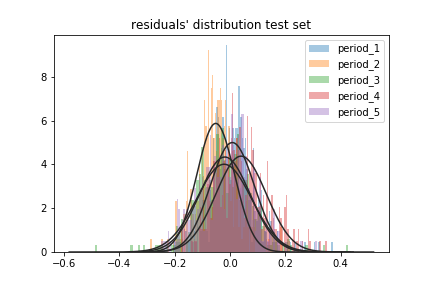 residuals' distribution test set
period_1
period_2
period_3
period_4
period_5
8
6
4
2
0
−0.6 −0.4 −0.2 0.0 0.2 0.4